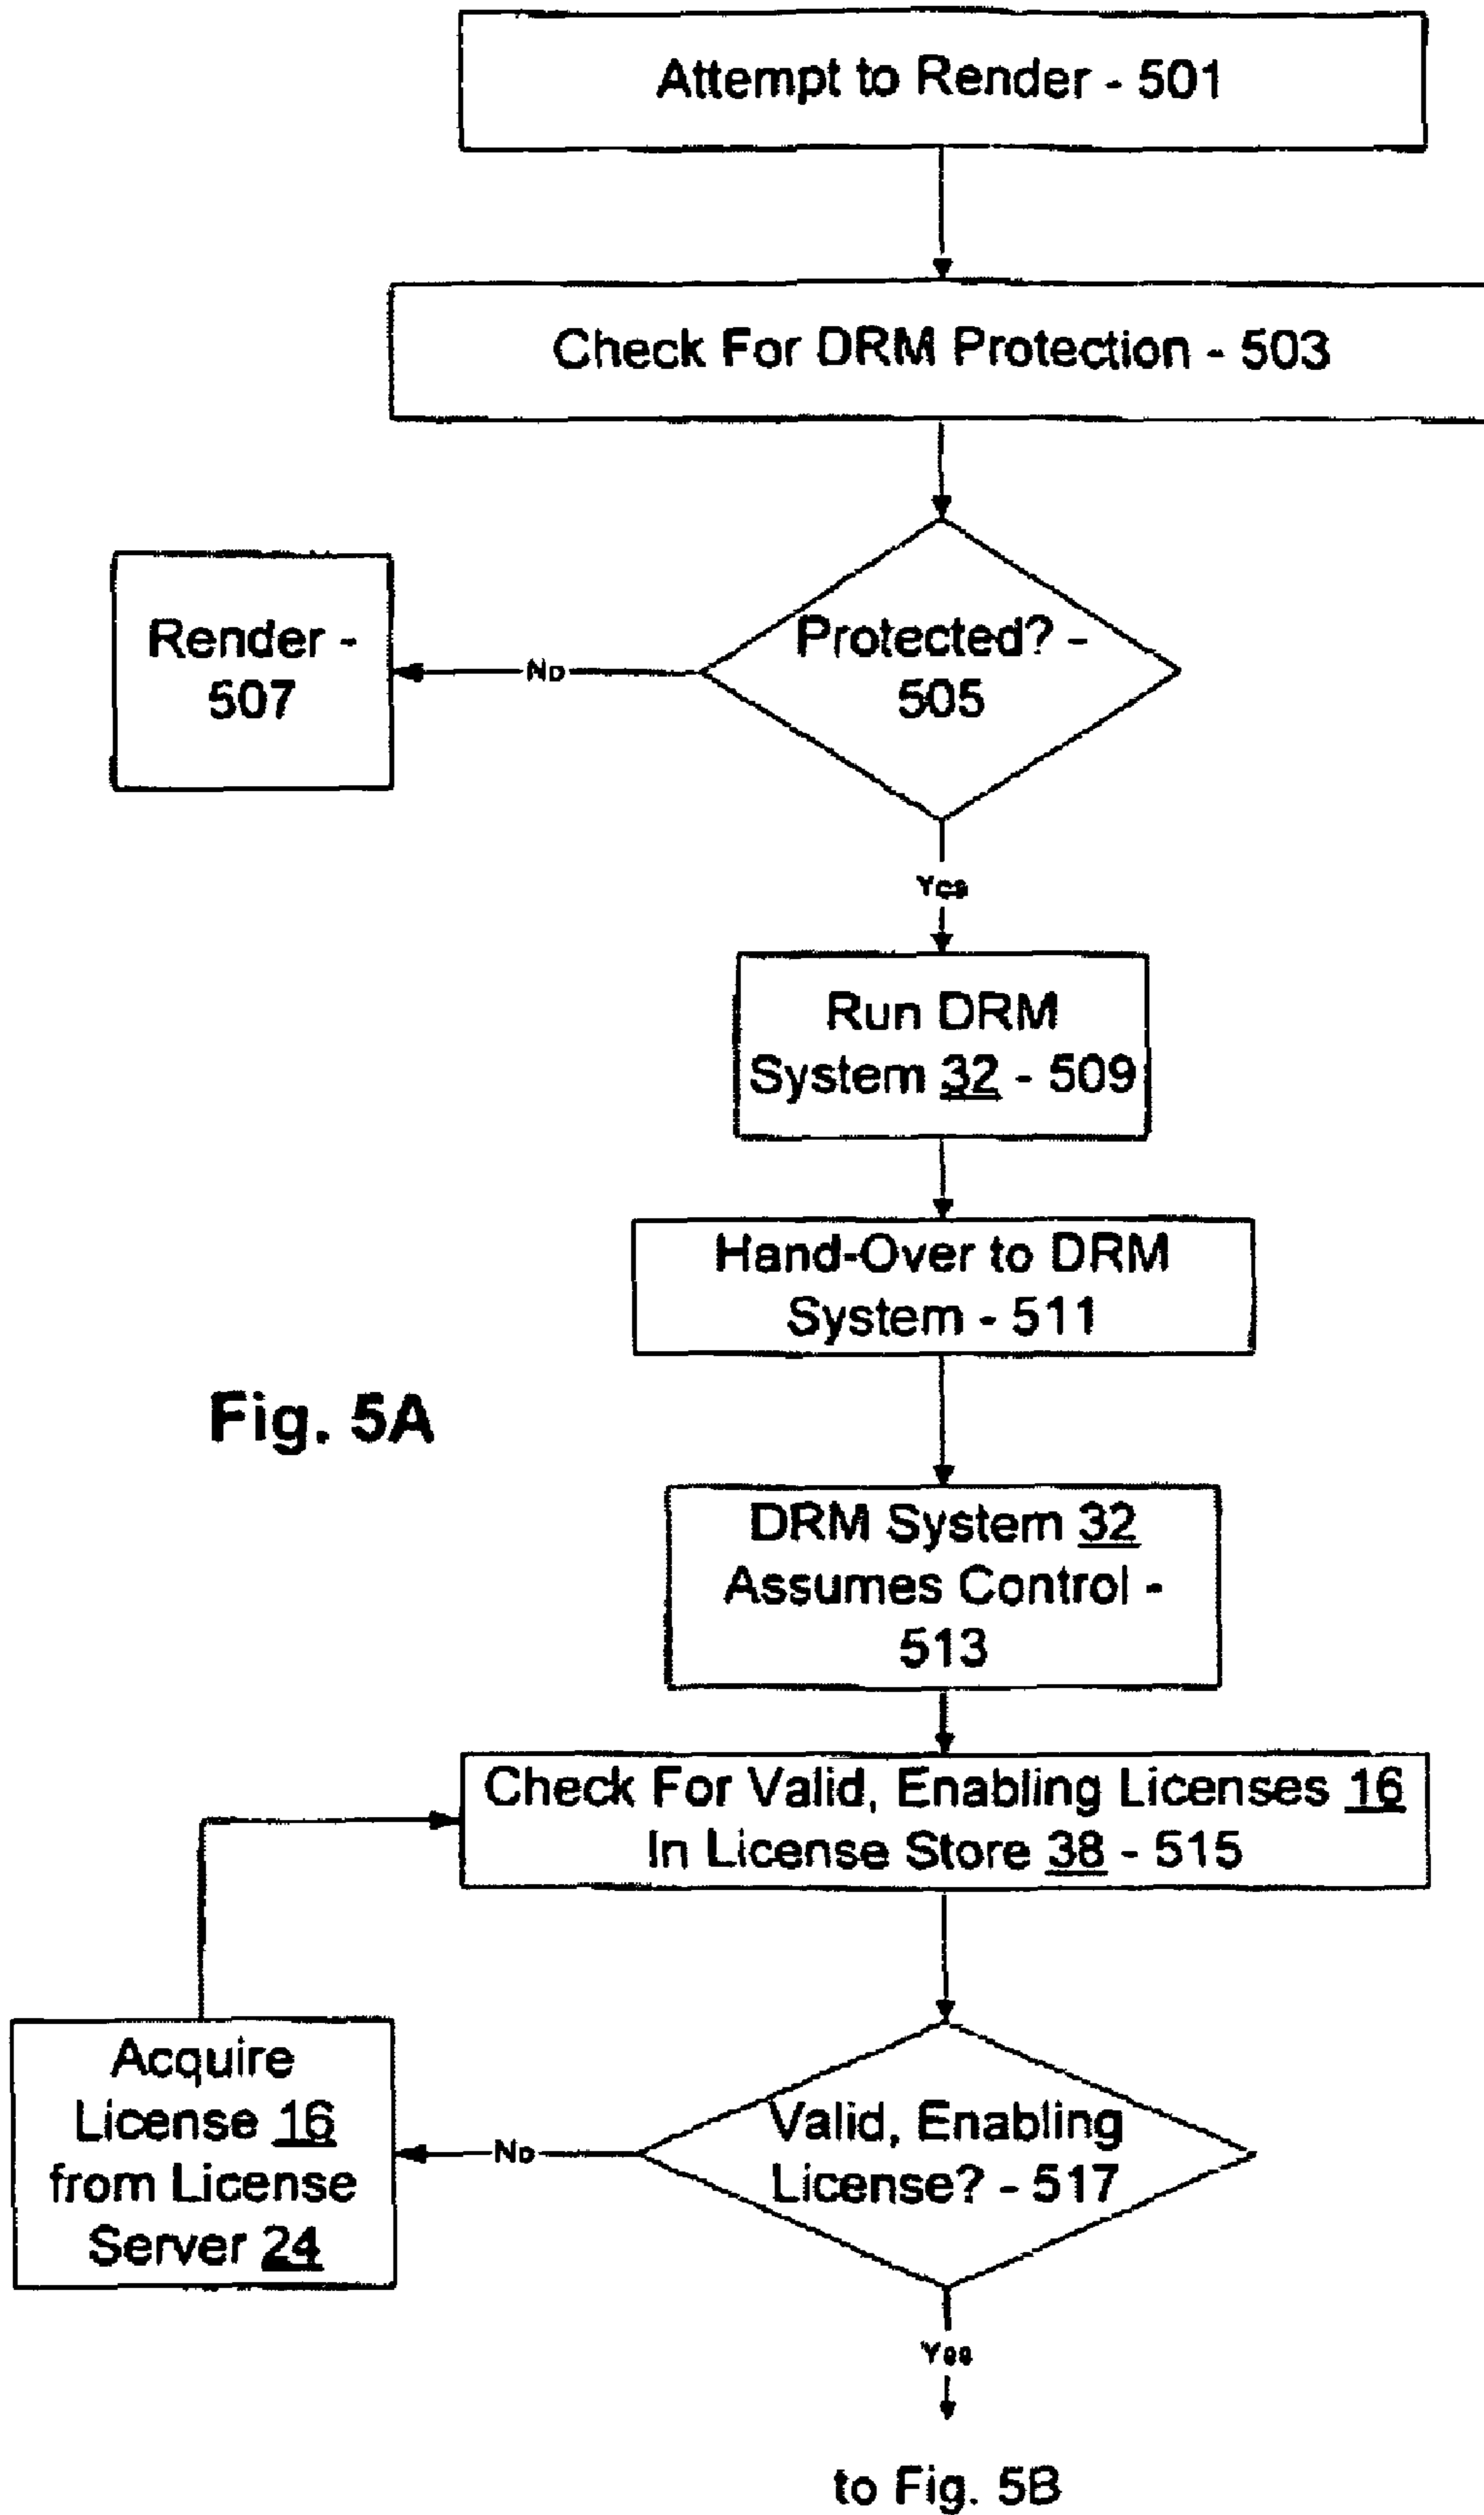 Attempt to Render - 501
Check For DRM Protection - 503
Protected? -
505
No
Render -
507
Yes
Run DRM
System 32 - 509
Hand-Over to DRM
System - 511
Fig. 5A
DRM System 32
Assumes Control -
513
Check For Valid, Enabling Licenses 16
In License Store 38 - 515
Valid, Enabling
License? - 517
No
Acquire
License 16
from License
Server 24
Yes
to Fig. 5B